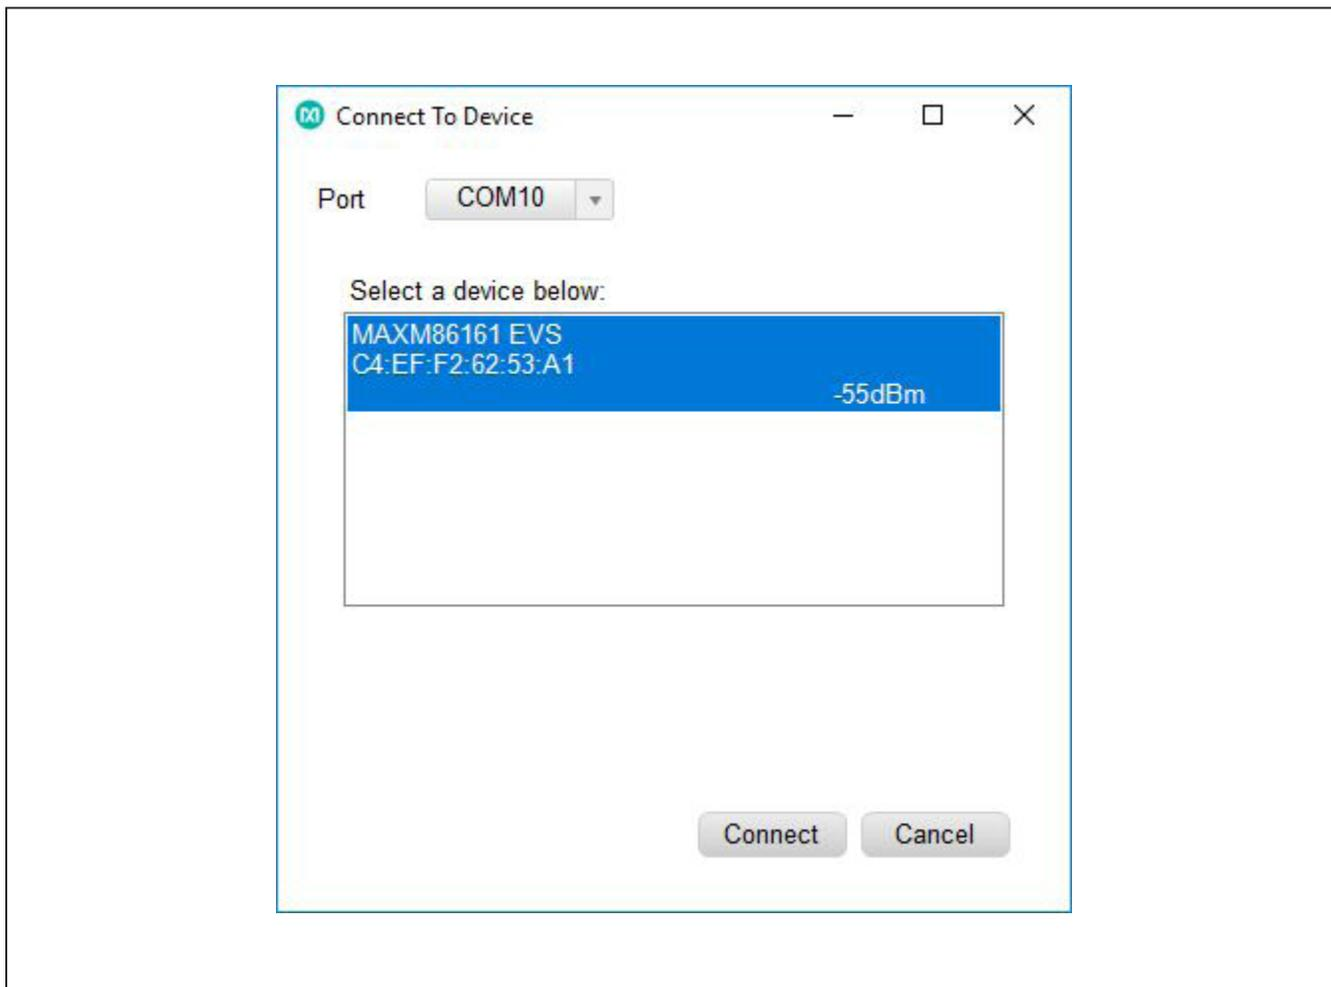 Connect To Device
Port COM10
Select a device below:
MAXM86161 EVS
C4:EF:F2:62:53:A1
-55dBm
Connect Cancel